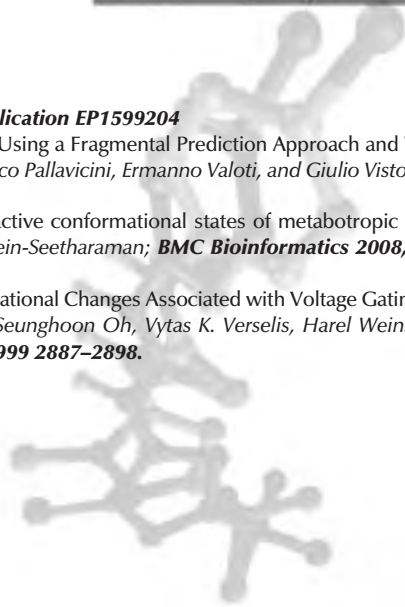 lication EP1599204
Using a Fragmental Prediction Approach and
co Pallavicini, Ermanno Valoti, and Giulio Visto
active conformational states of metabotropic
ein-Seetharaman; BMC Bioinformatics 2008,
ational Changes Associated with Voltage Gatin
Seunghoon Oh, Vytas K. Verselis, Harel Wein
999 2887–2898.